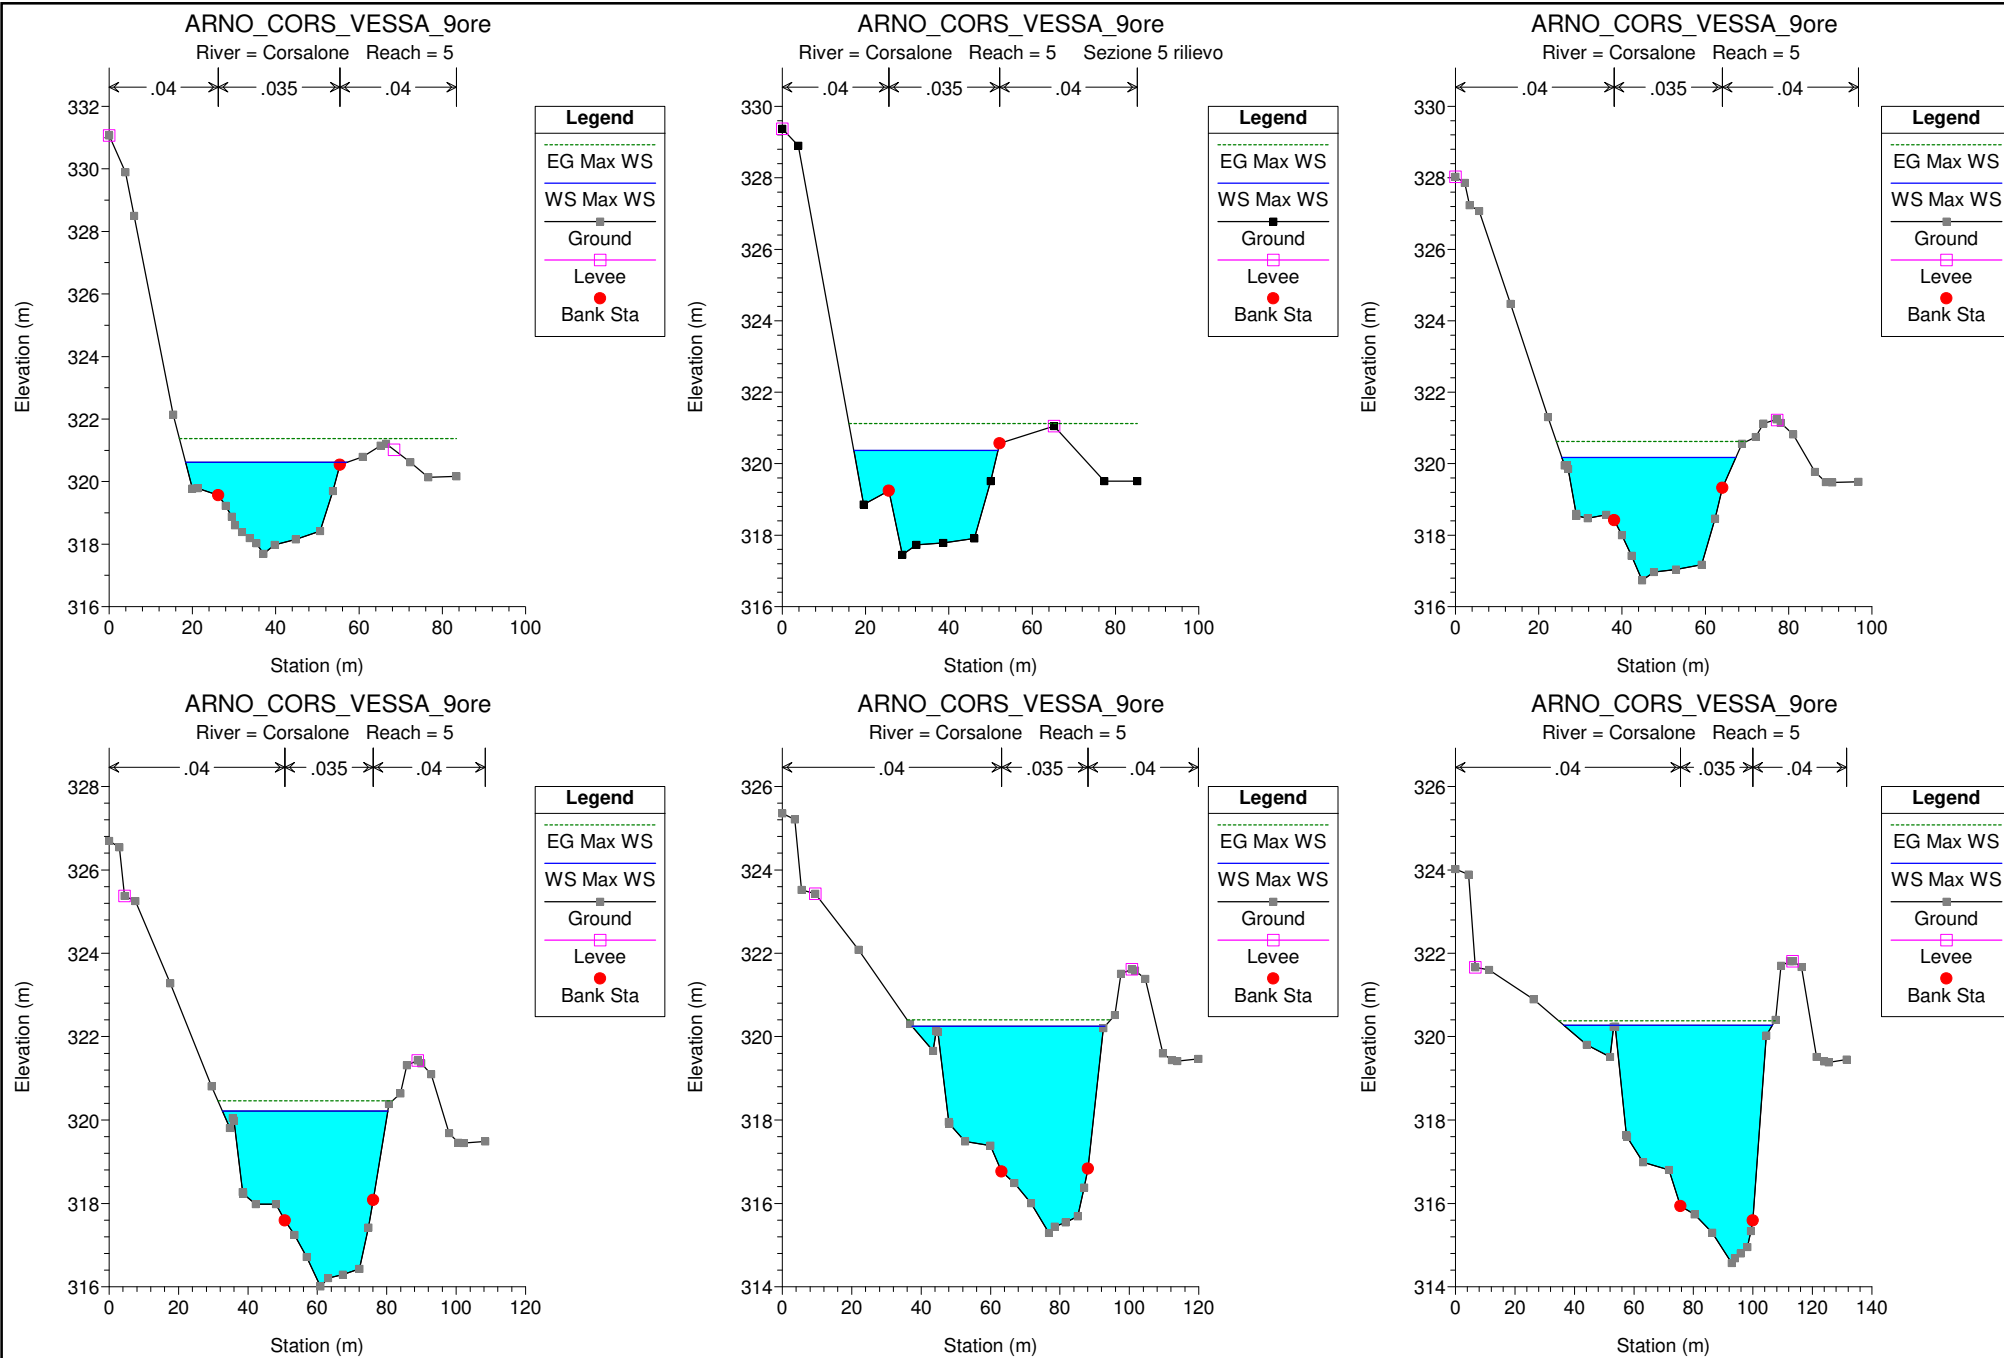 ARNO_CORS_VESSA_9ore
River = Corsalone Reach = 5
.04 .035 .04
Legend
EG Max WS
WS Max WS
Ground
Levee
Bank Sta
332
330
328
326
324
322
320
318
316
0 20 40 60 80 100
Elevation (m)
Station (m)
ARNO_CORS_VESSA_9ore
River = Corsalone Reach = 5 Sezione 5 rilievo
.04 .035 .04
Legend
EG Max WS
WS Max WS
Ground
Levee
Bank Sta
330
328
326
324
322
320
318
316
0 20 40 60 80 100
Elevation (m)
Station (m)
ARNO_CORS_VESSA_9ore
River = Corsalone Reach = 5
.04 .035 .04
Legend
EG Max WS
WS Max WS
Ground
Levee
Bank Sta
330
328
326
324
322
320
318
316
0 20 40 60 80 100
Elevation (m)
Station (m)
ARNO_CORS_VESSA_9ore
River = Corsalone Reach = 5
.04 .035 .04
Legend
EG Max WS
WS Max WS
Ground
Levee
Bank Sta
328
326
324
322
320
318
316
0 20 40 60 80 100 120
Elevation (m)
Station (m)
ARNO_CORS_VESSA_9ore
River = Corsalone Reach = 5
.04 .035 .04
Legend
EG Max WS
WS Max WS
Ground
Levee
Bank Sta
326
324
322
320
318
316
314
0 20 40 60 80 100 120
Elevation (m)
Station (m)
ARNO_CORS_VESSA_9ore
River = Corsalone Reach = 5
.04 .035 .04
Legend
EG Max WS
WS Max WS
Ground
Levee
Bank Sta
326
324
322
320
318
316
314
0 20 40 60 80 100 120 140
Elevation (m)
Station (m)